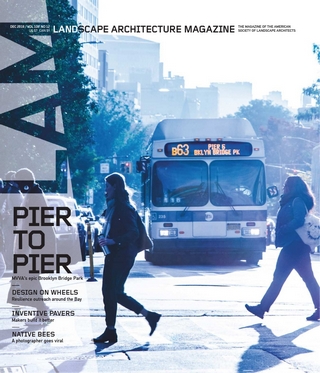 DEC 2018 / VOL 108 NO 12
LANDSCAPE ARCHITECTURE MAGAZINE
THE MAGAZINE OF THE AMERICAN
SOCIETY OF LANDSCAPE ARCHITECTS
LAM
B63 PIER 6
BKLYN BRIDGE PK
PIER
TO
PIER
MVVA's epic Brooklyn Bridge Park
DESIGN ON WHEELS
Resilience outreach around the Bay
INVENTIVE PAVERS
Makers build it better
NATIVE BEES
A photographer goes viral